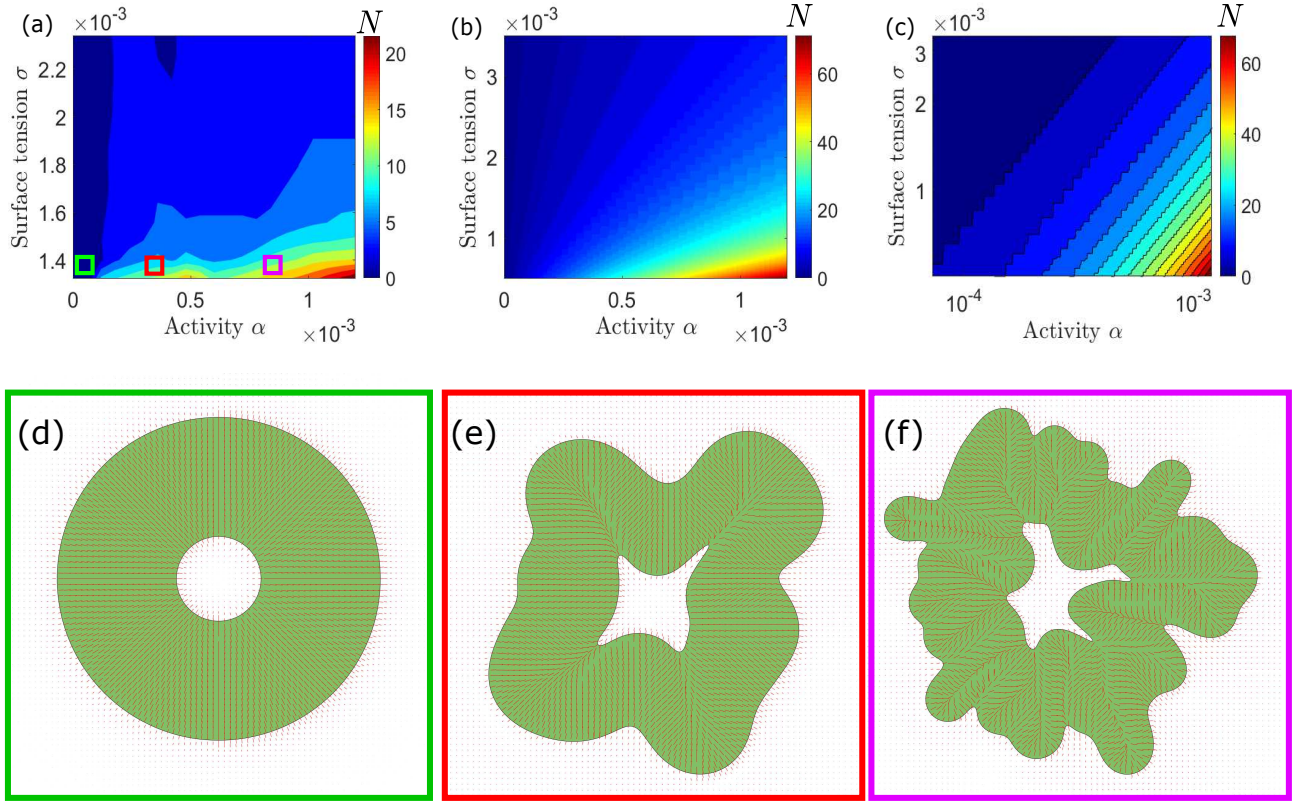 (a) ×10⁻³ N
2.2
2
1.8
1.6
1.4
0 0.5 1
×10⁻³
Surface tension σ
Activity α
20
15
10
5
0
(b) ×10⁻³ N
3
2
1
0 0.5 1
×10⁻³
Surface tension σ
Activity α
60
40
20
0
(c) ×10⁻³ N
3
2
1
10⁻⁴ 10⁻³
Surface tension σ
Activity α
60
40
20
0
(d)
(e)
(f)